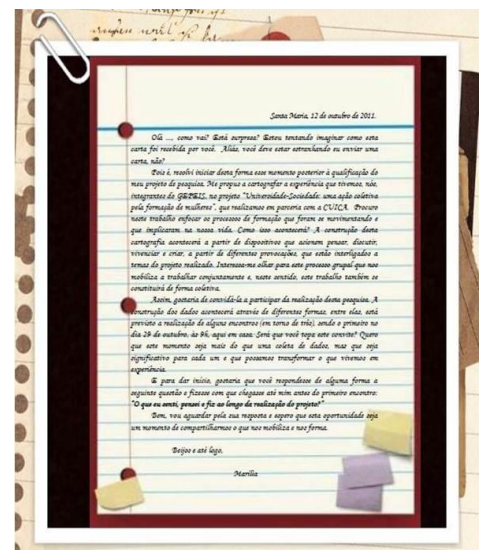 Santa Maria, 12 de outubro de 2011.
Olá ..., como vai? Está surpresa? Estou tentando imaginar como esta
carta foi recebida por você. Aliás, você deve estar estranhando eu enviar uma
carta, não?
Pois é, resolvi iniciar desta forma esse momento posterior à qualificação do
meu projeto de pesquisa. Me propus a cartografar a experiência que tivemos, nós,
integrantes do GEPEIS, no projeto "Universidade-Sociedade: uma ação coletiva
pela formação de mulheres", que realizamos em parceria com a CUICA. Procuro
neste trabalho enfocar os processos de formação que foram se movimentando e
que implicaram na nossa vida. Como isso acontecerá? A construção desta
cartografia acontecerá a partir de dispositivos que acionem pensar, discutir,
vivenciar e criar, a partir de diferentes provocações, que estão interligados a
temas do projeto realizado. Interessa-me olhar para este processo grupal que nos
mobiliza a trabalhar conjuntamente e, neste sentido, este trabalho também se
constituirá de forma coletiva.
Assim, gostaria de convidá-la a participar da realização desta pesquisa. A
construção dos dados acontecerá através de diferentes formas, entre elas, está
previsto a realização de alguns encontros (em torno de três), sendo o primeiro no
dia 29 de outubro, às 9h, aqui em casa. Será que você topa este convite? Quero
que este momento seja mais do que uma coleta de dados, mas que seja
significativo para cada um e que possamos transformar o que vivemos em
experiência.
E para dar início, gostaria que você respondesse de alguma forma a
seguinte questão e fizesse com que chegasse até mim antes do primeiro encontro:
"O que eu senti, pensei e fiz ao longo da realização do projeto?"
Bom, vou aguardar pela sua resposta e espero que esta oportunidade seja
um momento de compartilharmos o que nos mobiliza e nos forma.
Beijos e até logo,
Marilia